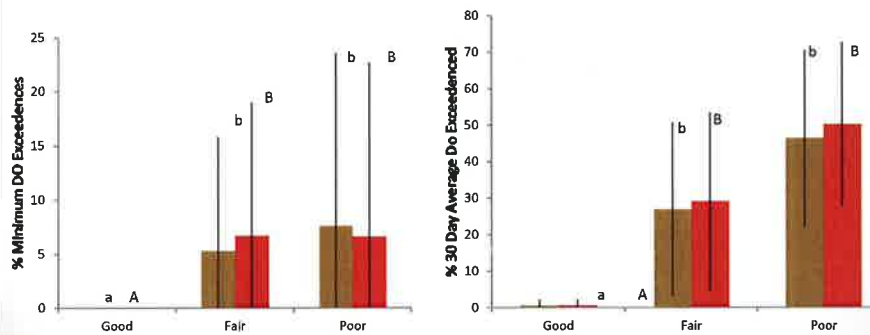 % Minimum DO Exceedences
25
20
15
10
5
0
a A
b B
b B
Good Fair Poor
% 30 Day Average Do Exceedenced
80
70
60
50
40
30
20
10
0
a A
b B
b B
Good Fair Poor